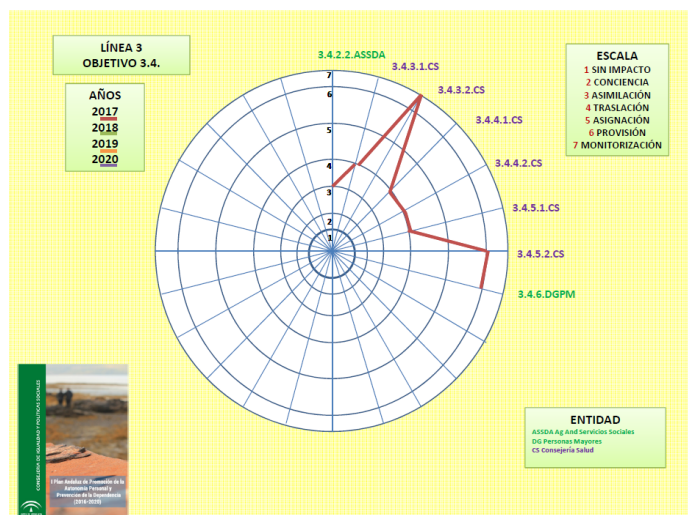 LÍNEA 3
OBJETIVO 3.4.
AÑOS
2017
2018
2019
2020
3.4.2.2.ASSDA
3.4.3.1.CS
3.4.3.2.CS
3.4.4.1.CS
3.4.4.2.CS
3.4.5.1.CS
3.4.5.2.CS
3.4.6.DGPM
7
6
5
4
3
2
1
ESCALA
1 SIN IMPACTO
2 CONCIENCIA
3 ASIMILACIÓN
4 TRASLACIÓN
5 ASIGNACIÓN
6 PROVISIÓN
7 MONITORIZACIÓN
CONSEJERÍA DE IGUALDAD Y POLÍTICAS SOCIALES
I Plan Andaluz de Promoción de la
Autonomía Personal y
Prevención de la Dependencia
(2016-2020)
ENTIDAD
ASSDA Ag And Servicios Sociales
DG Personas Mayores
CS Consejería Salud